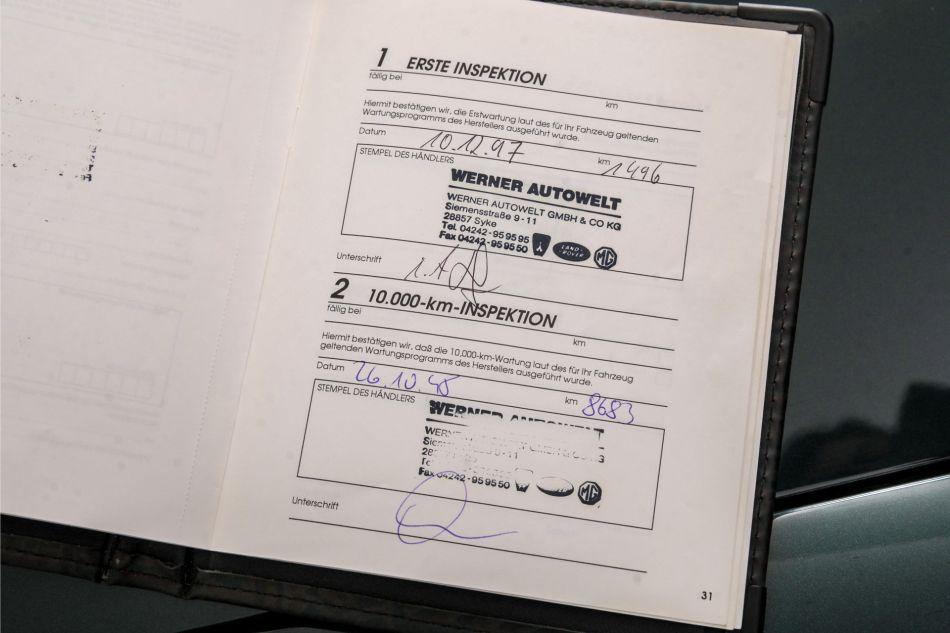 1 ERSTE INSPEKTION
fällig bei km
Hiermit bestätigen wir, die Erstwartung laut des für Ihr Fahrzeug geltenden
Wartungsprogramms des Herstellers ausgeführt wurde.
Datum 10.12.97 km 1496
STEMPEL DES HÄNDLERS
WERNER AUTOWELT
WERNER AUTOWELT GMBH & CO KG
Siemensstraße 9 - 11
28857 Syke
Tel. 04242 - 95 95 95
Fax 04242 - 95 95 50
LAND-
ROVER
MG
Unterschrift
2 10.000-km-INSPEKTION
fällig bei km
Hiermit bestätigen wir, daß die 10,000-km-Wartung laut des für Ihr Fahrzeug
geltenden Wartungsprogramms des Herstellers ausgeführt wurde.
Datum 26.10. km 8683
STEMPEL DES HÄNDLERS
WERNER AUTOWELT
Fax 04242 - 95 95 50
MG
Unterschrift
31